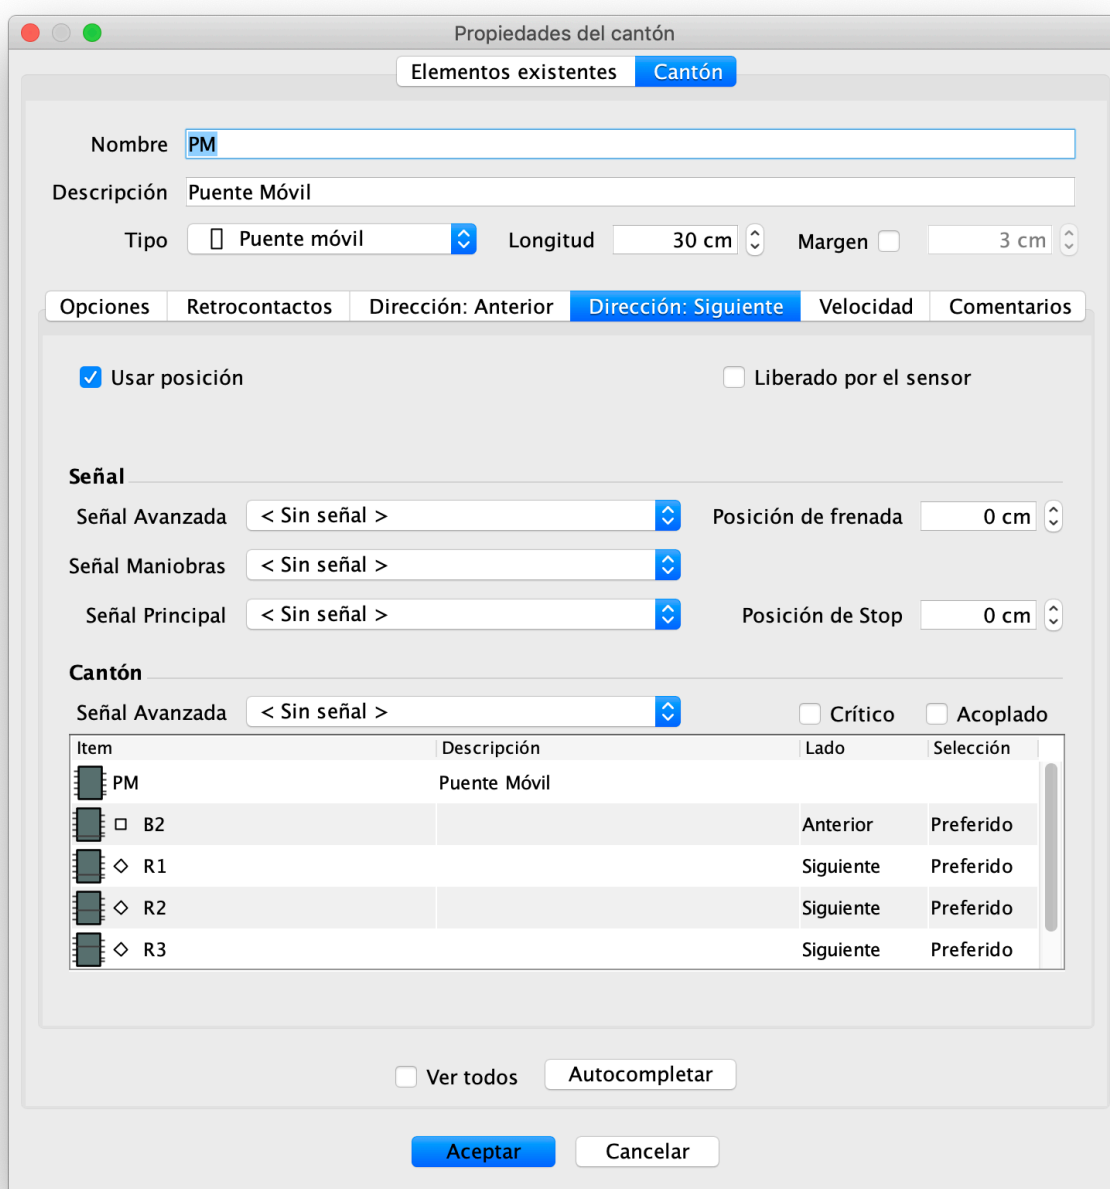 Propiedades del cantón
Elementos existentes Cantón
Nombre PM
Descripción Puente Móvil
Tipo Puente móvil Longitud 30 cm Margen 3 cm
Opciones Retrocontactos Dirección: Anterior Dirección: Siguiente Velocidad Comentarios
Usar posición Liberado por el sensor
Señal
Señal Avanzada < Sin señal > Posición de frenada 0 cm
Señal Maniobras < Sin señal >
Señal Principal < Sin señal > Posición de Stop 0 cm
Cantón
Señal Avanzada < Sin señal > Crítico Acoplado
Item Descripción Lado Selección
PM Puente Móvil
B2 Anterior Preferido
R1 Siguiente Preferido
R2 Siguiente Preferido
R3 Siguiente Preferido
Ver todos Autocompletar
Aceptar Cancelar